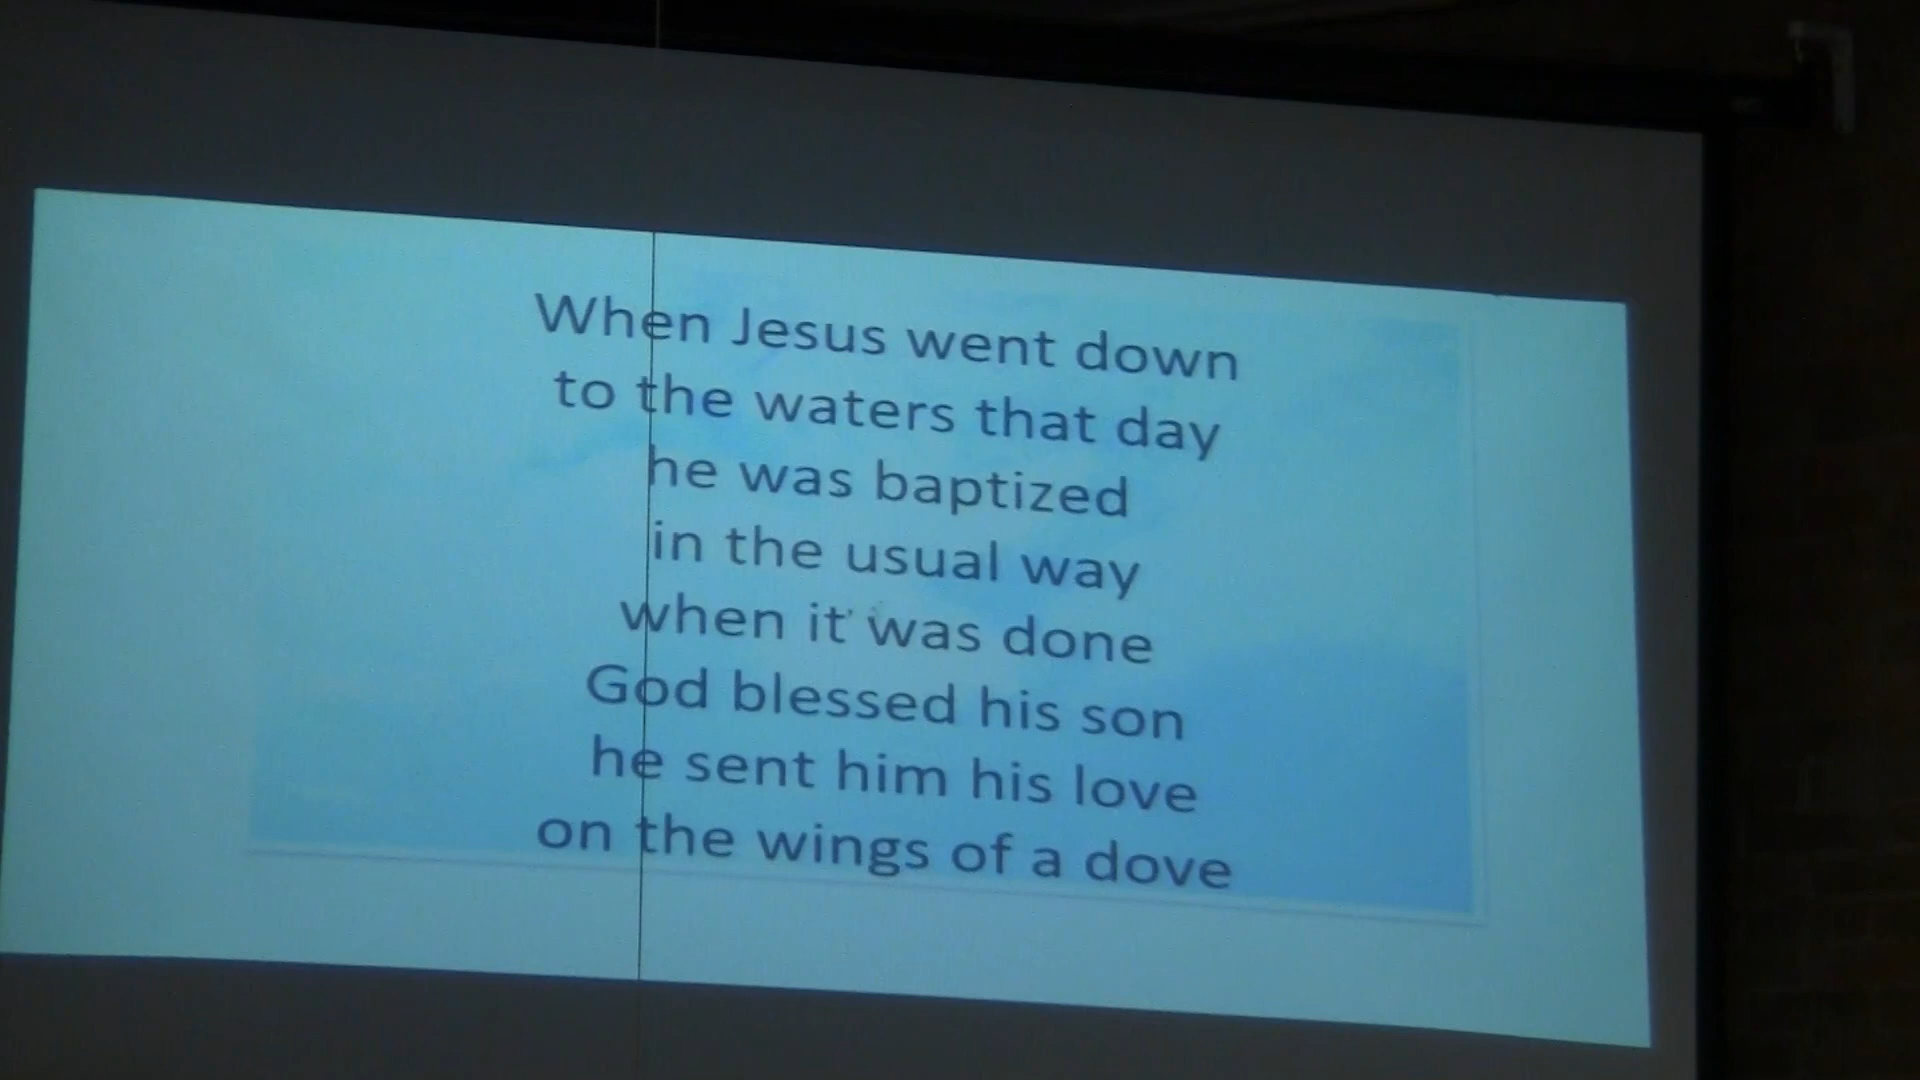 When Jesus went down
to the waters that day
he was baptized
in the usual way
when it was done
God blessed his son
he sent him his love
on the wings of a dove